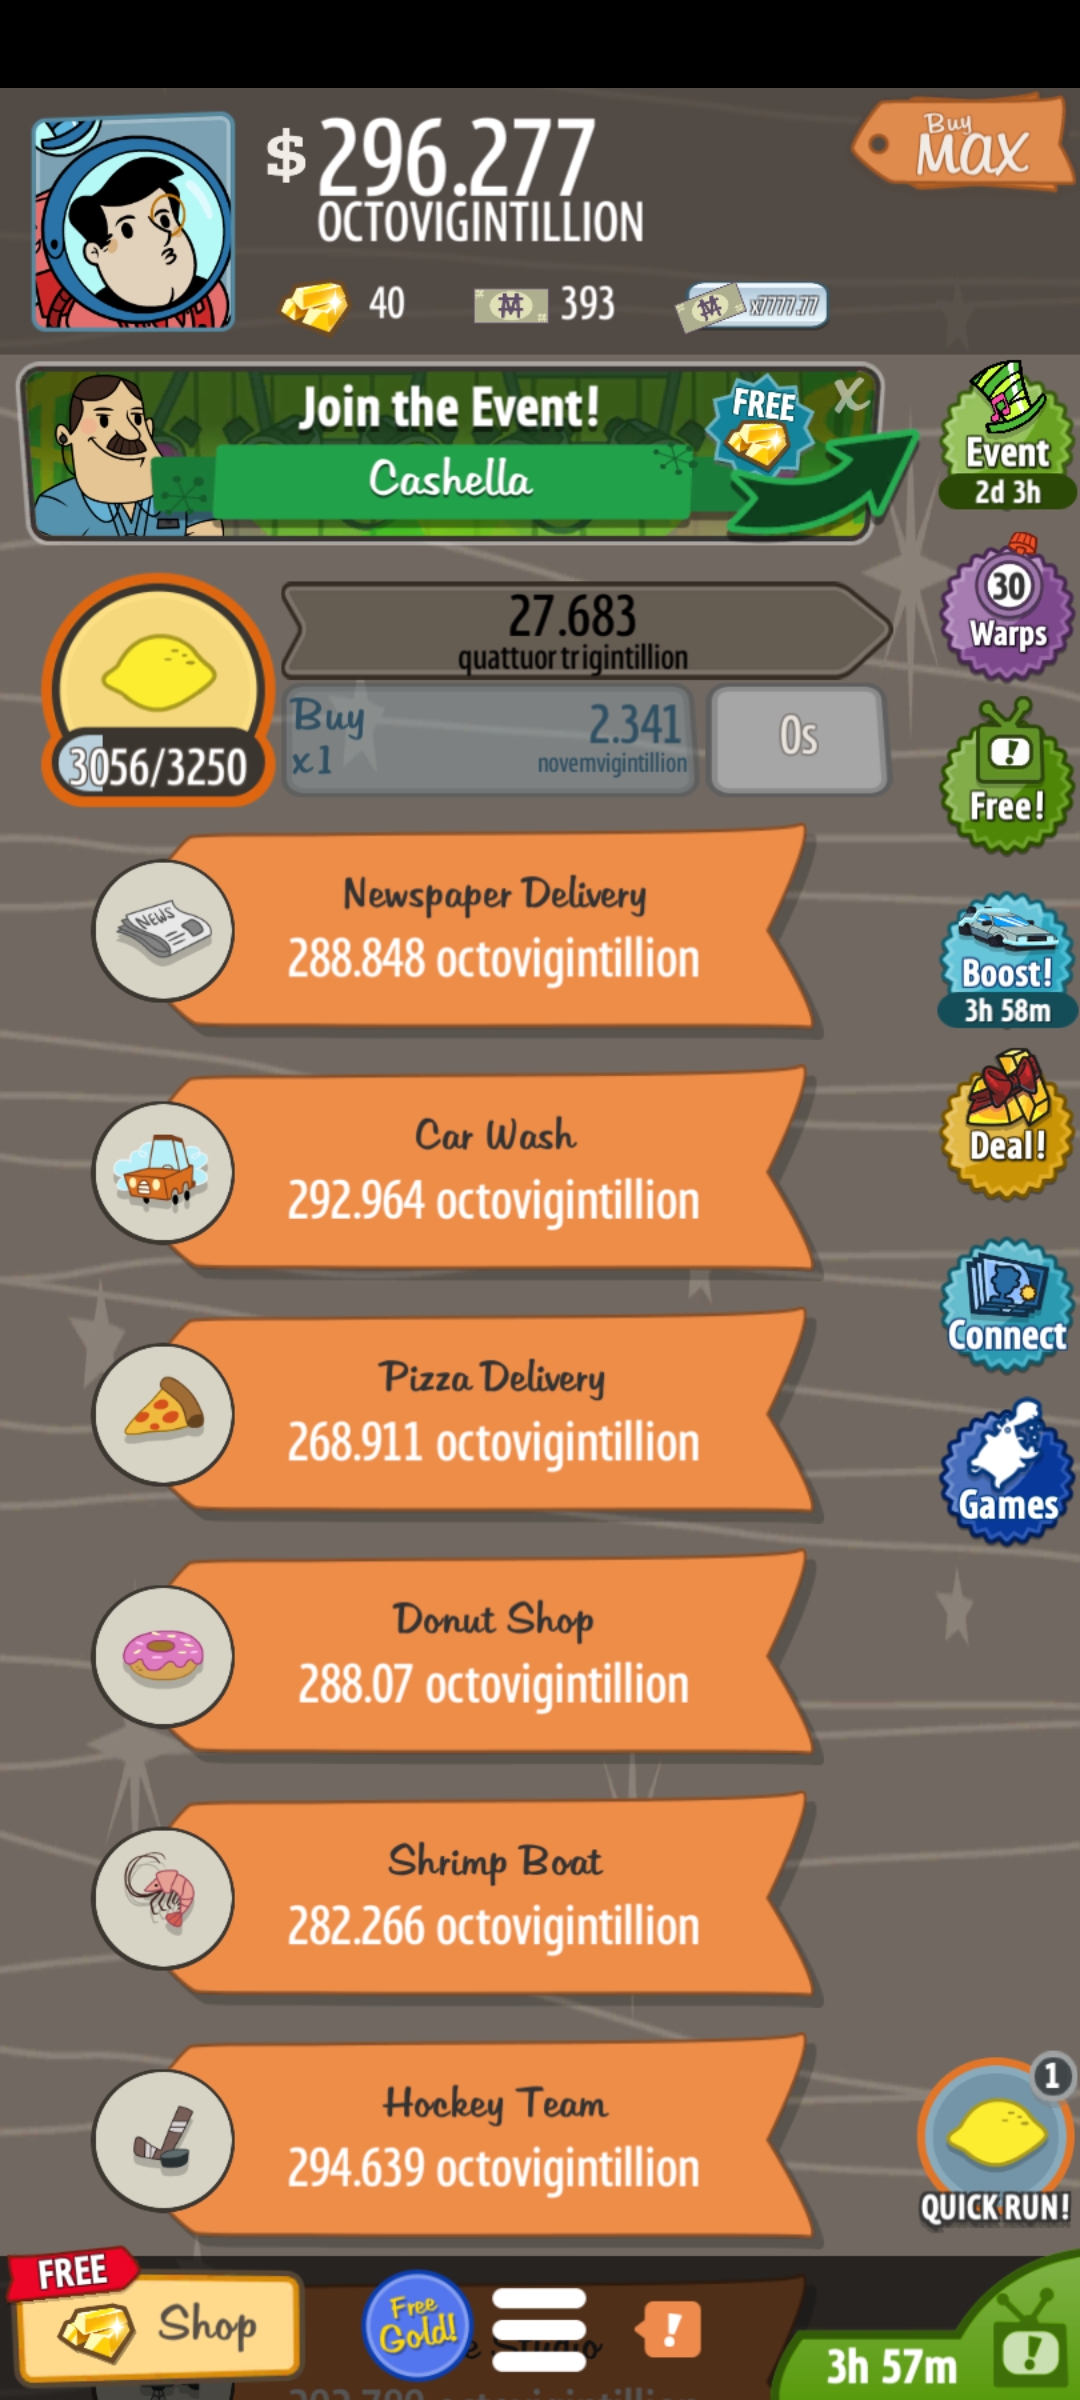 $ 296.277
OCTOVIGINTILLION
Buy
MAX
40
393
x7777.77
Join the Event!
Cashella
FREE
X
Event
2d 3h
27.683
quattuortrigintillion
Buy
x1
2.341
novemvigintillion
0s
3056/3250
30
Warps
Free!
NEWS
Newspaper Delivery
288.848 octovigintillion
Boost!
3h 58m
Car Wash
292.964 octovigintillion
Deal!
Pizza Delivery
268.911 octovigintillion
Connect
Games
Donut Shop
288.07 octovigintillion
Shrimp Boat
282.266 octovigintillion
Hockey Team
294.639 octovigintillion
1
QUICK RUN!
FREE
Shop
Free
Gold!
e Studio
!
3h 57m
!